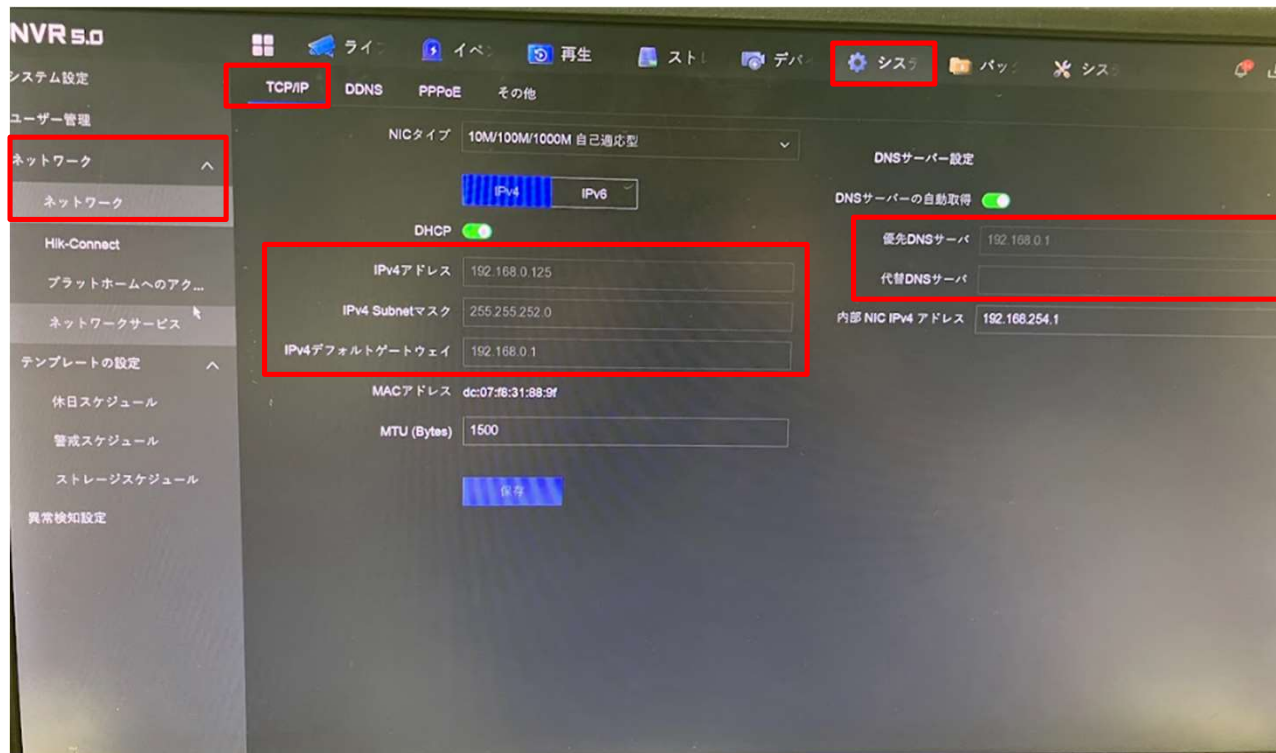 NVR 5.0
ライ
イベ
再生
スト
デバ
シス
バッ
シス
システム設定
ユーザー管理
ネットワーク
ネットワーク
Hik-Connect
プラットホームへのアク...
ネットワークサービス
テンプレートの設定
休日スケジュール
警戒スケジュール
ストレージスケジュール
異常検知設定
TCP/IP DDNS PPPoE その他
NICタイプ 10M/100M/1000M 自己適応型
IPv4 IPv6
DHCP
IPv4アドレス 192.168.0.125
IPv4 Subnetマスク 255.255.252.0
IPv4デフォルトゲートウェイ 192.168.0.1
MACアドレス dc:07:f8:31:88:9f
MTU (Bytes) 1500
保存
DNSサーバー設定
DNSサーバーの自動取得
優先DNSサーバ 192.168.0.1
代替DNSサーバ
内部 NIC IPv4 アドレス 192.168.254.1